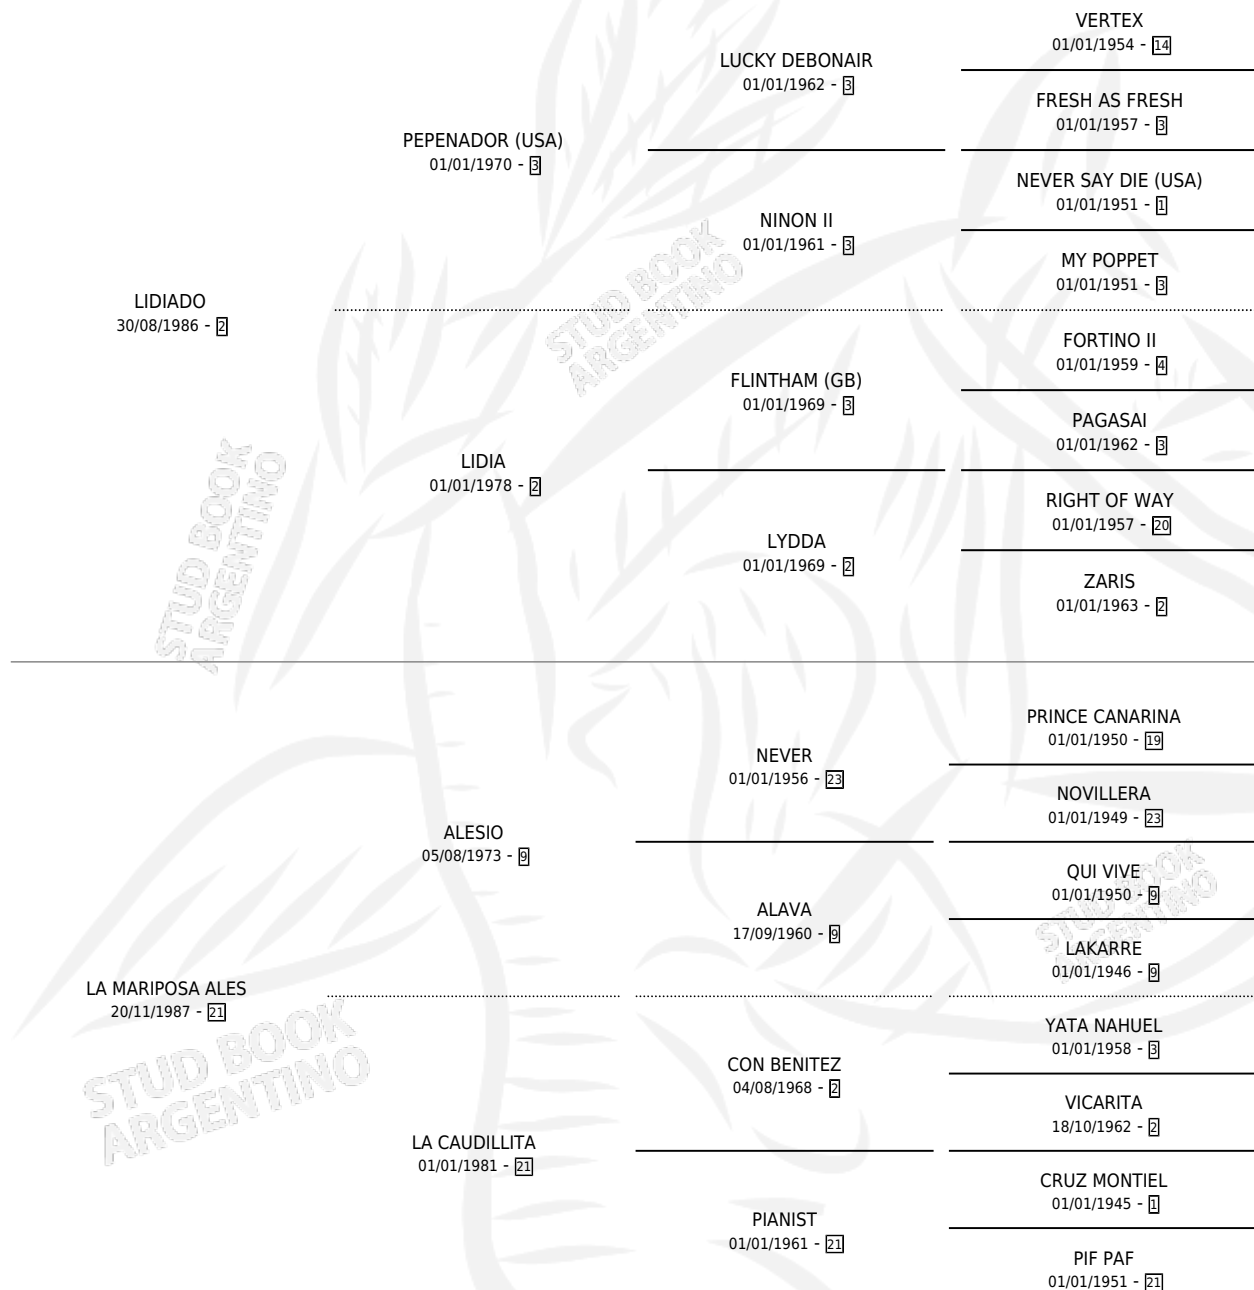 VERTEX
01/01/1954 - 14
LUCKY DEBONAIR
01/01/1962 - 3
FRESH AS FRESH
01/01/1957 - 3
PEPENADOR (USA)
01/01/1970 - 3
NEVER SAY DIE (USA)
01/01/1951 - 1
NINON II
01/01/1961 - 3
MY POPPET
01/01/1951 - 3
LIDIADO
30/08/1986 - 2
STUD BOOK
ARGENTINO
FORTINO II
01/01/1959 - 4
FLINTHAM (GB)
01/01/1969 - 3
PAGASAI
01/01/1962 - 3
LIDIA
01/01/1978 - 2
RIGHT OF WAY
01/01/1957 - 20
LYDDA
01/01/1969 - 2
ZARIS
01/01/1963 - 2
STUD BOOK
ARGENTINO
PRINCE CANARINA
01/01/1950 - 19
NEVER
01/01/1956 - 23
NOVILLERA
01/01/1949 - 23
ALESIO
05/08/1973 - 9
QUI VIVE
01/01/1950 - 9
ALAVA
17/09/1960 - 9
LAKARRE
01/01/1946 - 9
STUD BOOK
ARGENTINO
LA MARIPOSA ALES
20/11/1987 - 21
YATA NAHUEL
01/01/1958 - 3
CON BENITEZ
04/08/1968 - 2
VICARITA
18/10/1962 - 2
STUD BOOK
ARGENTINO
LA CAUDILLITA
01/01/1981 - 21
CRUZ MONTIEL
01/01/1945 - 1
PIANIST
01/01/1961 - 21
PIF PAF
01/01/1951 - 21